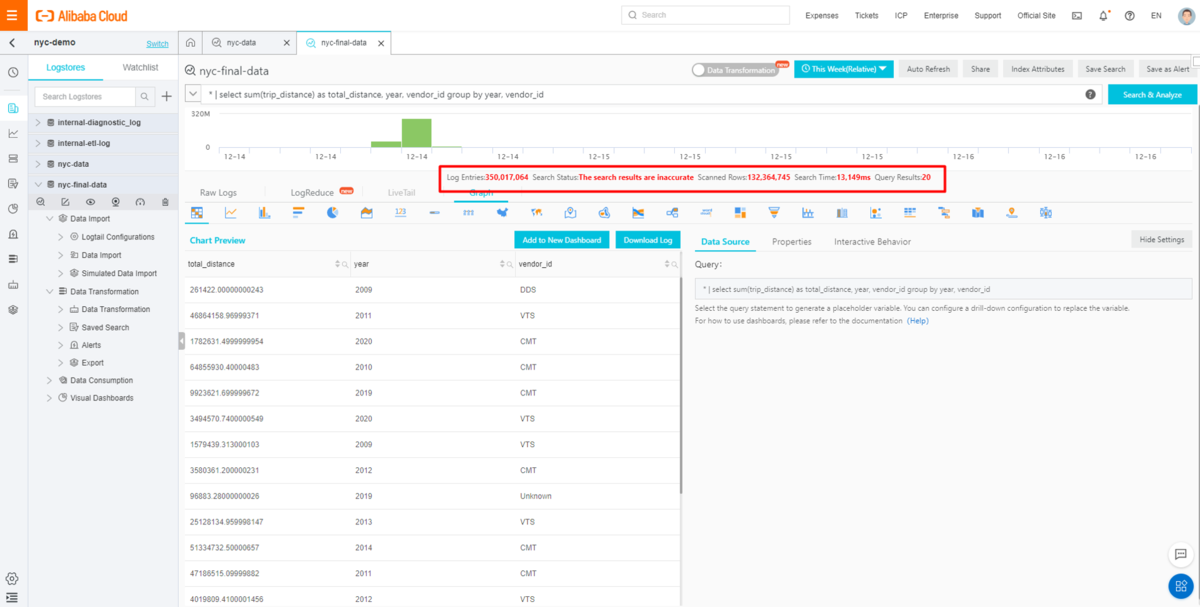 Alibaba Cloud
Search
Expenses Tickets ICP Enterprise Support Official Site EN
nyc-demo Switch
nyc-data nyc-final-data
Logstores Watchlist
Search Logstores
internal-diagnostic_log
internal-etl-log
nyc-data
nyc-final-data
Data Import
Logtail Configurations
Data Import
Simulated Data Import
Data Transformation
Data Transformation
Saved Search
Alerts
Export
Data Consumption
Visual Dashboards
nyc-final-data
Data Transformation new This Week(Relative) Auto Refresh Share Index Attributes Save Search Save as Alert
* | select sum(trip_distance) as total_distance, year, vendor_id group by year, vendor_id
Search & Analyze
320M
0
12-14 12-14 12-14 12-14 12-15 12-15 12-15 12-15 12-16 12-16 12-16
Log Entries:350,017,064 Search Status:The search results are inaccurate Scanned Rows:132,364,745 Search Time:13,149ms Query Results:20
Raw Logs LogReduce new LiveTail Graph
123
Chart Preview Add to New Dashboard Download Log
total_distance year vendor_id
261422.00000000243 2009 DDS
46864158.96999371 2011 VTS
1782631.4999999954 2020 CMT
64855930.40000483 2010 CMT
9923621.699999672 2019 CMT
3494570.7400000549 2020 VTS
1579439.313000103 2009 VTS
3580361.200000231 2012 CMT
96883.28000000026 2019 Unknown
25128134.959998147 2013 VTS
51334732.50000657 2014 CMT
47186515.09999882 2011 CMT
4019809.4100001456 2012 VTS
Data Source Properties Interactive Behavior Hide Settings
Query:
* | select sum(trip_distance) as total_distance, year, vendor_id group by year, vendor_id
Select the query statement to generate a placeholder variable. You can configure a drill-down configuration to replace the variable.
For how to use dashboards, please refer to the documentation (Help)